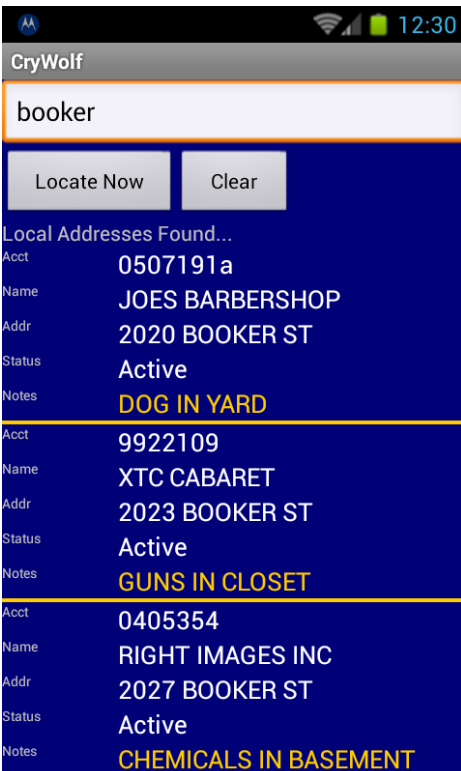 12:30
CryWolf
booker
Locate Now Clear
Local Addresses Found...
Acct 0507191a
Name JOES BARBERSHOP
Addr 2020 BOOKER ST
Status Active
Notes DOG IN YARD
Acct 9922109
Name XTC CABARET
Addr 2023 BOOKER ST
Status Active
Notes GUNS IN CLOSET
Acct 0405354
Name RIGHT IMAGES INC
Addr 2027 BOOKER ST
Status Active
Notes CHEMICALS IN BASEMENT